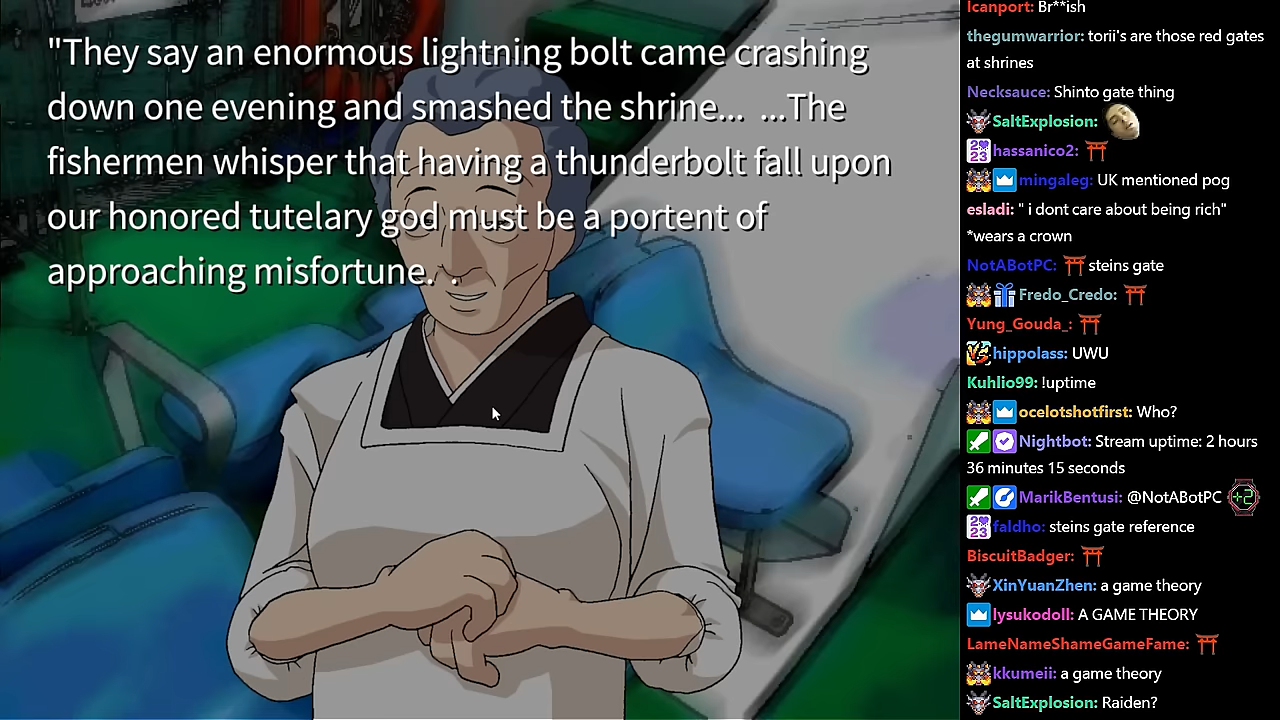 "They say an enormous lightning bolt came crashing
down one evening and smashed the shrine...  ...The
fishermen whisper that having a thunderbolt fall upon
our honored tutelary god must be a portent of
approaching misfortune. .
Icanport: Br**ish
thegumwarrior: torii's are those red gates
at shrines
Necksauce: Shinto gate thing
SaltExplosion:
2023 hassanico2: ⛩
mingaleg: UK mentioned pog
esladi: " i dont care about being rich"
*wears a crown
NotABotPC: ⛩ steins gate
Fredo_Credo: ⛩
Yung_Gouda_: ⛩
hippolass: UWU
Kuhlio99: !uptime
ocelotshotfirst: Who?
Nightbot: Stream uptime: 2 hours
36 minutes 15 seconds
MarikBentusi: @NotABotPC +2
2023 faldho: steins gate reference
BiscuitBadger: ⛩
XinYuanZhen: a game theory
lysukodoll: A GAME THEORY
LameNameShameGameFame: ⛩
kkumeii: a game theory
SaltExplosion: Raiden?